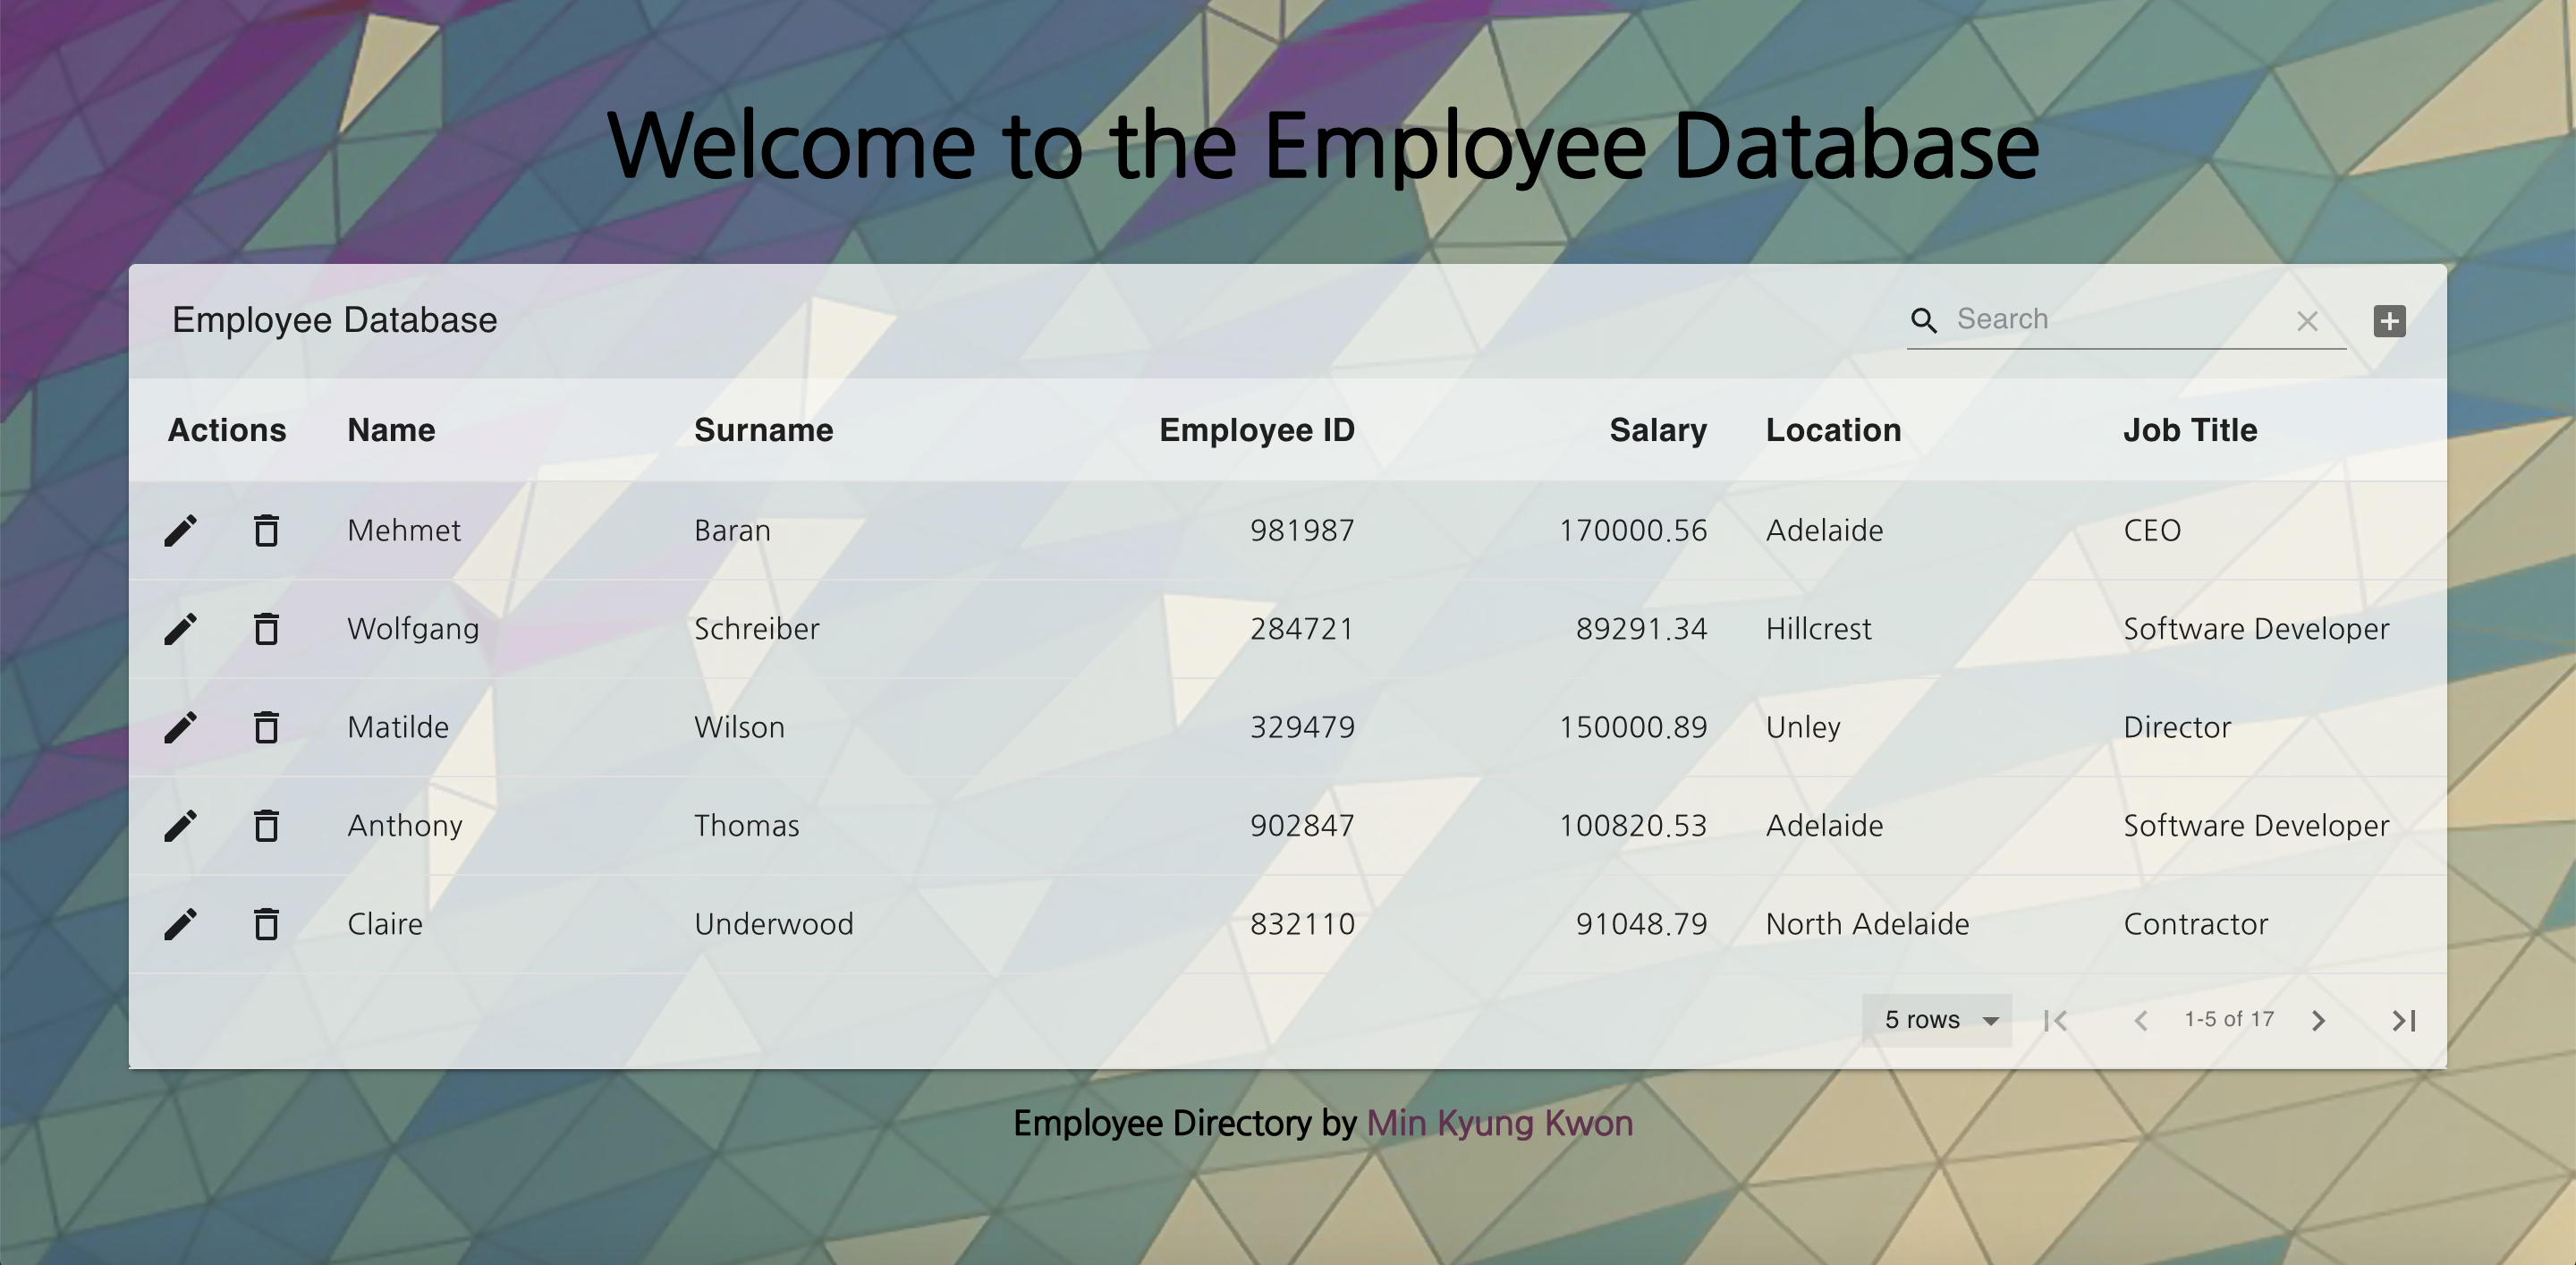 Welcome to the Employee Database
Employee Database
Search
Actions Name Surname Employee ID Salary Location Job Title
Mehmet Baran 981987 170000.56 Adelaide CEO
Wolfgang Schreiber 284721 89291.34 Hillcrest Software Developer
Matilde Wilson 329479 150000.89 Unley Director
Anthony Thomas 902847 100820.53 Adelaide Software Developer
Claire Underwood 832110 91048.79 North Adelaide Contractor
5 rows 1-5 of 17
Employee Directory by Min Kyung Kwon